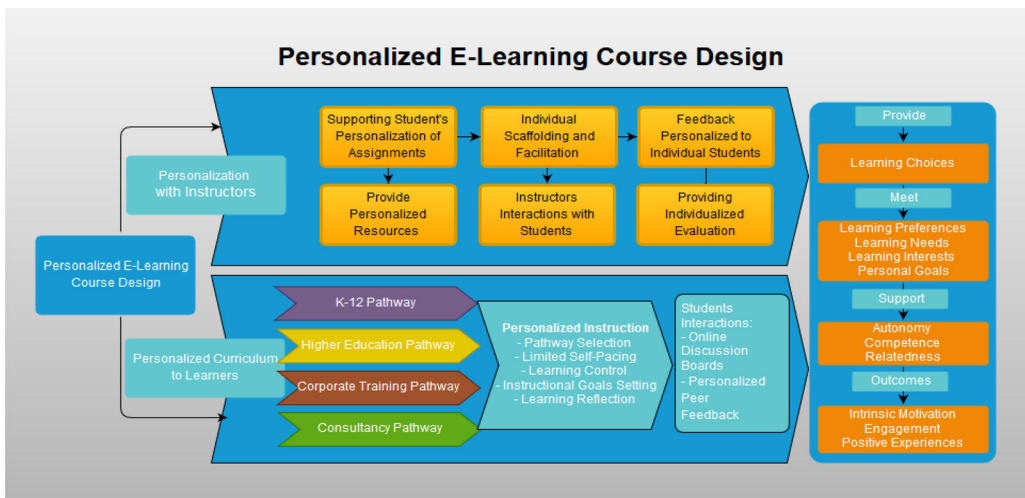 Personalized E-Learning Course Design
Supporting Student's
Personalization of
Assignments
Individual
Scaffolding and
Facilitation
Feedback
Personalized to
Individual Students
Provide
Personalized
Resources
Instructors
Interactions with
Students
Providing
Individualized
Evaluation
Personalization
with Instructors
Personalized E-Learning
Course Design
Personalized Curriculum
to Learners
K-12 Pathway
Higher Education Pathway
Corporate Training Pathway
Consultancy Pathway
Personalized Instruction
- Pathway Selection
- Limited Self-Pacing
- Learning Control
- Instructional Goals Setting
- Learning Reflection
Students
Interactions:
- Online
Discussion
Boards
- Personalized
Peer
Feedback
Provide
Learning Choices
Meet
Learning Preferences
Learning Needs
Learning Interests
Personal Goals
Support
Autonomy
Competence
Relatedness
Outcomes
Intrinsic Motivation
Engagement
Positive Experiences